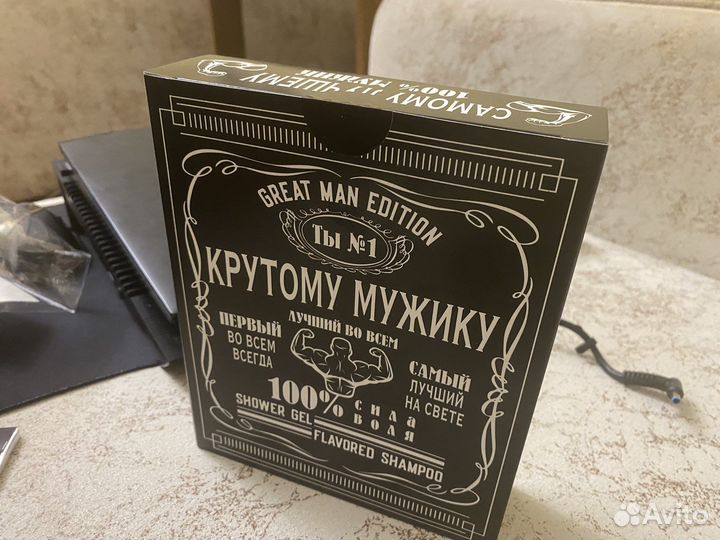 САМОМУ ЛУЧШЕМУ
100% МУЖИК
GREAT MAN EDITION
Ты №1
КРУТОМУ МУЖИКУ
ЛУЧШИЙ ВО ВСЕМ
ПЕРВЫЙ
ВО ВСЕМ
ВСЕГДА
САМЫЙ
ЛУЧШИЙ
НА СВЕТЕ
100% СИЛА
ВОЛЯ
SHOWER GEL
FLAVORED SHAMPOO
Avito